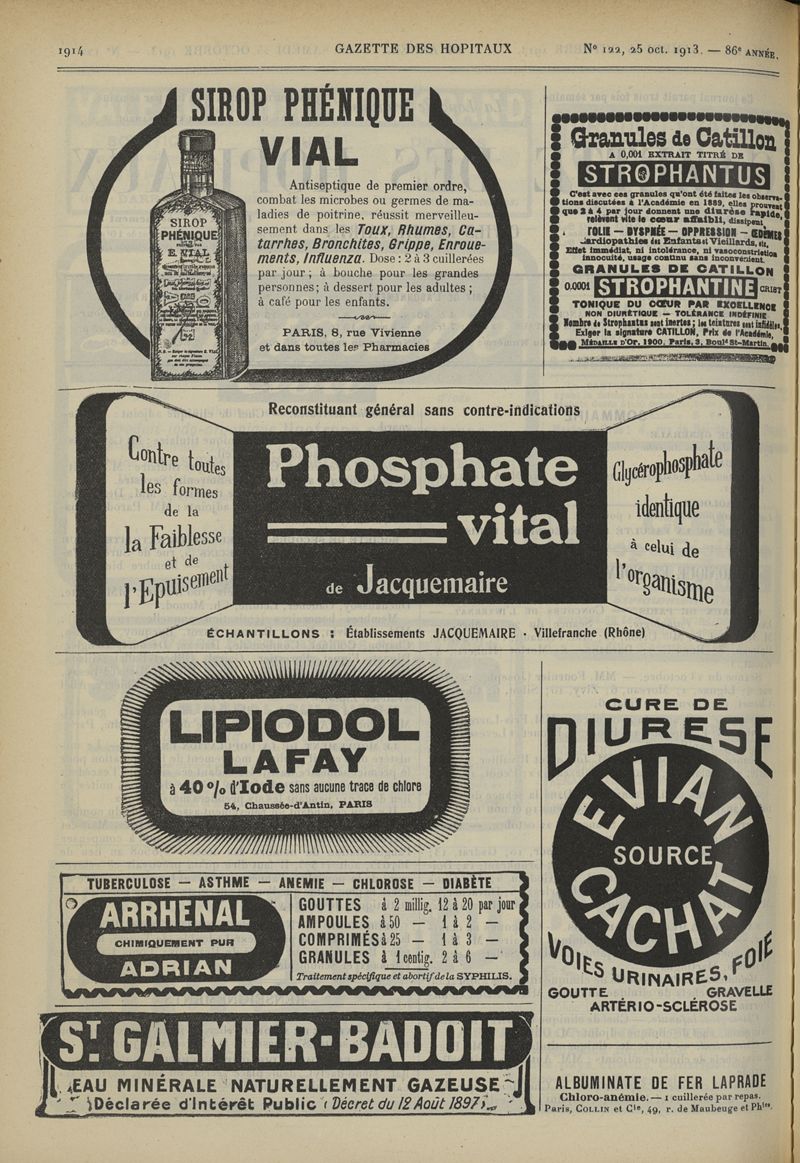 1914
GAZETTE DES HOPITAUX
N° 122, 25 oct. 1913. — 86e ANNÉE.
SIROP PHÉNIQUE
VIAL
Antiseptique de premier ordre,
combat les microbes ou germes de ma-
ladies de poitrine, réussit merveilleu-
sement dans les Toux, Rhumes, Ca-
tarrhes, Bronchites, Grippe, Enroue-
ments, Influenza. Dose : 2 à 3 cuillerées
par jour ; à bouche pour les grandes
personnes ; à dessert pour les adultes ;
à café pour les enfants.
PARIS, 8, rue Vivienne
et dans toutes les Pharmacies
SIROP
PHÉNIQUE
E. VIAL
Granules de Catillon
A 0,001 EXTRAIT TITRÉ DE
STROPHANTUS
C'est avec ces granules qu'ont été faites les observa-
tions discutées à l'Académie en 1889, elles prouvent
que 2 à 4 par jour donnent une diurèse rapide,
relèvent vite le cœur affaibli, dissipent
— DYSPNÉE — OPPRESSION — ŒDÈMES
Cardiopathies des Enfants et Vieillards, etc.
Effet immédiat, ni intolérance, ni vasoconstriction
innocuité, usage continu sans inconvénient.
GRANULES DE CATILLON
0.0001 STROPHANTINE CRIST
TONIQUE DU CŒUR PAR EXCELLENCE
NON DIURÉTIQUE — TOLÉRANCE INDÉFINIE
Nombre de Strophantus sont inertes ; les teintures sont infidèles,
Exiger la signature CATILLON, Prix de l'Académie,
MÉDAILLE D'OR, 1900, Paris, 3, Bould St-Martin.
Reconstituant général sans contre-indications
Contre toutes
les formes
de la
la Faiblesse
et de
l'Epuisement
Phosphate
vital
de Jacquemaire
Glycérophosphate
identique
à celui de
l'organisme
ÉCHANTILLONS : Établissements JACQUEMAIRE - Villefranche (Rhône)
LIPIODOL
LAFAY
à 40 % d'Iode sans aucune trace de chlore
54, Chaussée-d'Antin, PARIS
CURE DE
DIURESE
EVIAN
SOURCE
CACHAT
VOIES URINAIRES, FOIE
GOUTTE GRAVELLE
ARTÉRIO-SCLÉROSE
TUBERCULOSE — ASTHME — ANEMIE — CHLOROSE — DIABÈTE
ARRHENAL
CHIMIQUEMENT PUR
ADRIAN
GOUTTES à 2 millig. 12 à 20 par jour
AMPOULES à 50 — 1 à 2 —
COMPRIMÉS à 25 — 1 à 3 —
GRANULES à 1 centig. 2 à 6 —
Traitement spécifique et abortif de la SYPHILIS.
ST GALMIER-BADOIT
EAU MINÉRALE NATURELLEMENT GAZEUSE
Déclarée d'Intérêt Public (Décret du 12 Août 1897)
ALBUMINATE DE FER LAPRADE
Chloro-anémie. — 1 cuillerée par repas.
Paris, COLLIN et Cie, 49, r. de Maubeuge et Phies.